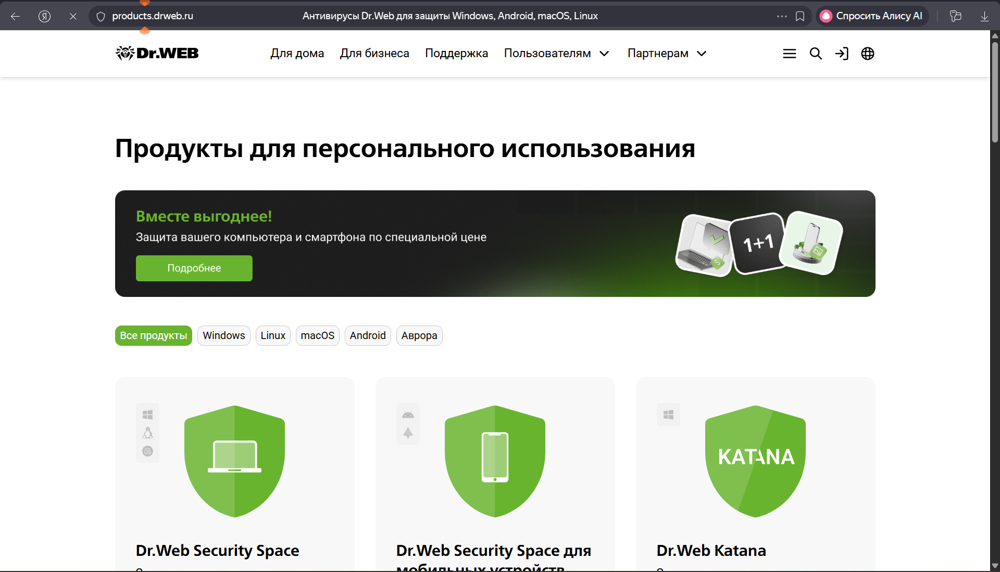 products.drweb.ru
Антивирусы Dr.Web для защиты Windows, Android, macOS, Linux
Спросить Алису AI
Dr.WEB
Для дома
Для бизнеса
Поддержка
Пользователям
Партнерам
Продукты для персонального использования
Вместе выгоднее!
Защита вашего компьютера и смартфона по специальной цене
Подробнее
1+1
Все продукты
Windows
Linux
macOS
Android
Аврора
KATANA
Dr.Web Security Space
Dr.Web Security Space для
мобильных устройств
Dr.Web Katana